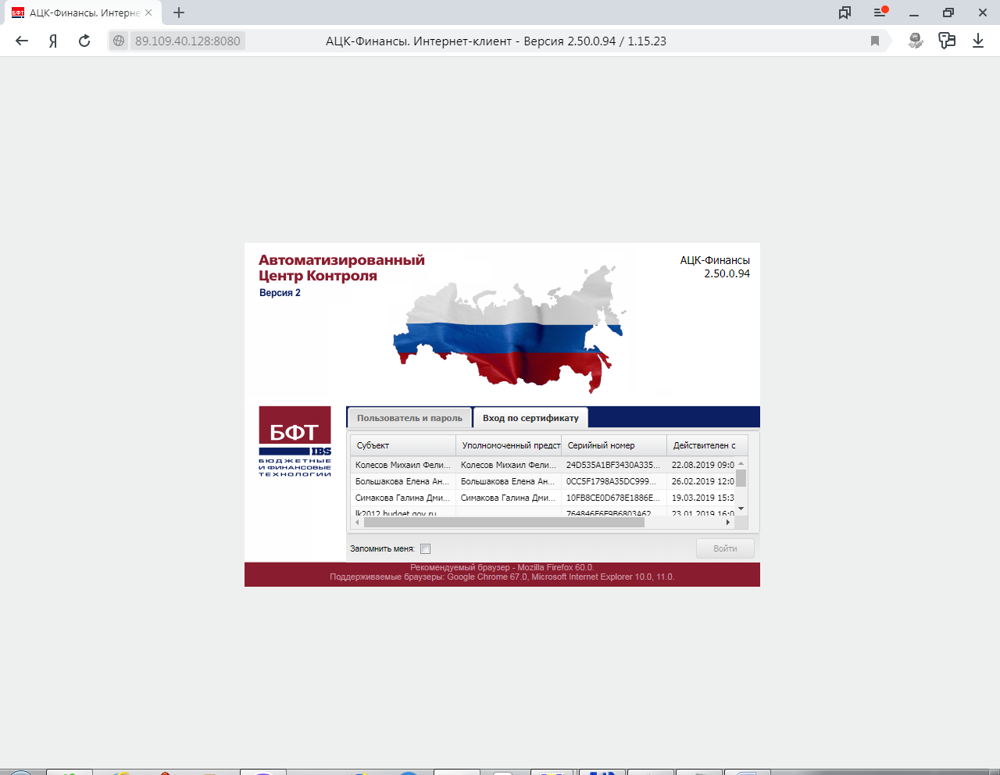 АЦК-Финансы. Интерне
89.109.40.128:8080
АЦК-Финансы. Интернет-клиент - Версия 2.50.0.94 / 1.15.23
Автоматизированный
Центр Контроля
Версия 2
АЦК-Финансы
2.50.0.94
БФТ
IBS
БЮДЖЕТНЫЕ
И ФИНАНСОВЫЕ
ТЕХНОЛОГИИ
Пользователь и пароль Вход по сертификату
Субъект Уполномоченный предст Серийный номер Действителен с
Колесов Михаил Фели... Колесов Михаил Фели... 24D535A1BF3430A335... 22.08.2019 09:0
Большакова Елена Ан... Большакова Елена Ан... 0CC5F1798A35DC999... 26.02.2019 12:0
Симакова Галина Дми... Симакова Галина Дми... 10FB8CE0D678E1886E... 19.03.2019 15:3
lk2012.budget.gov.ru 764846F6F9B6803A62 23.01.2019 16:0
Запомнить меня: Войти
Рекомендуемый браузер - Mozilla Firefox 60.0.
Поддерживаемые браузеры: Google Chrome 67.0, Microsoft Internet Explorer 10.0, 11.0.